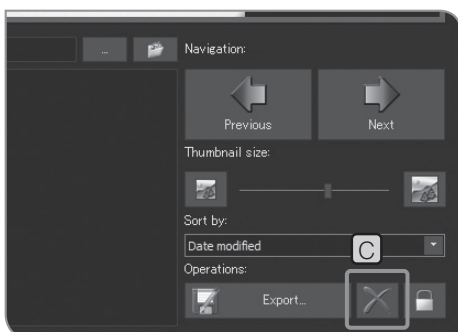 ...
Navigation:
Previous
Next
Thumbnail size:
Sort by:
Date modified
C
Operations:
Export...